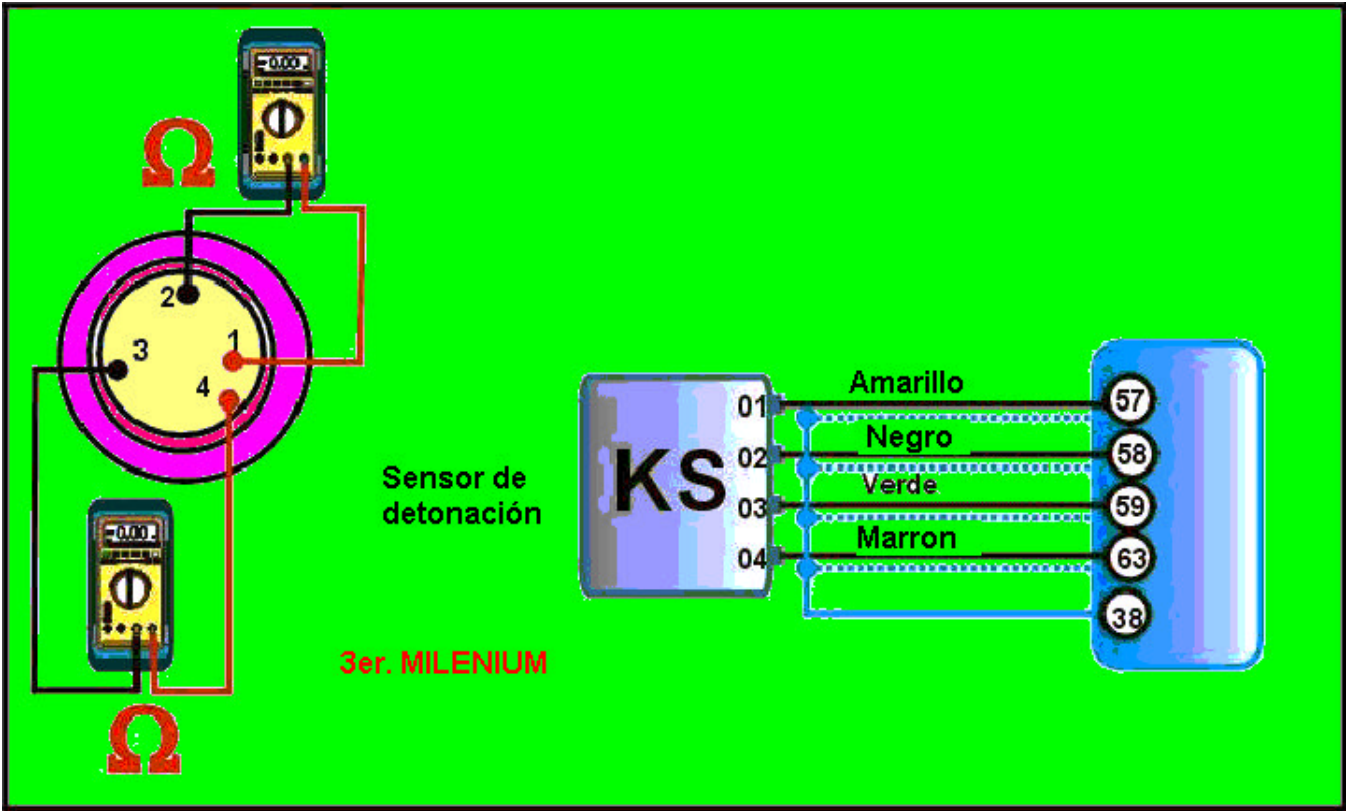 0.00
Ω
2
3
1
4
Sensor de
detonación
KS
01
Amarillo
57
02
Negro
58
03
Verde
59
04
Marron
63
38
0.00
3er. MILENIUM
Ω